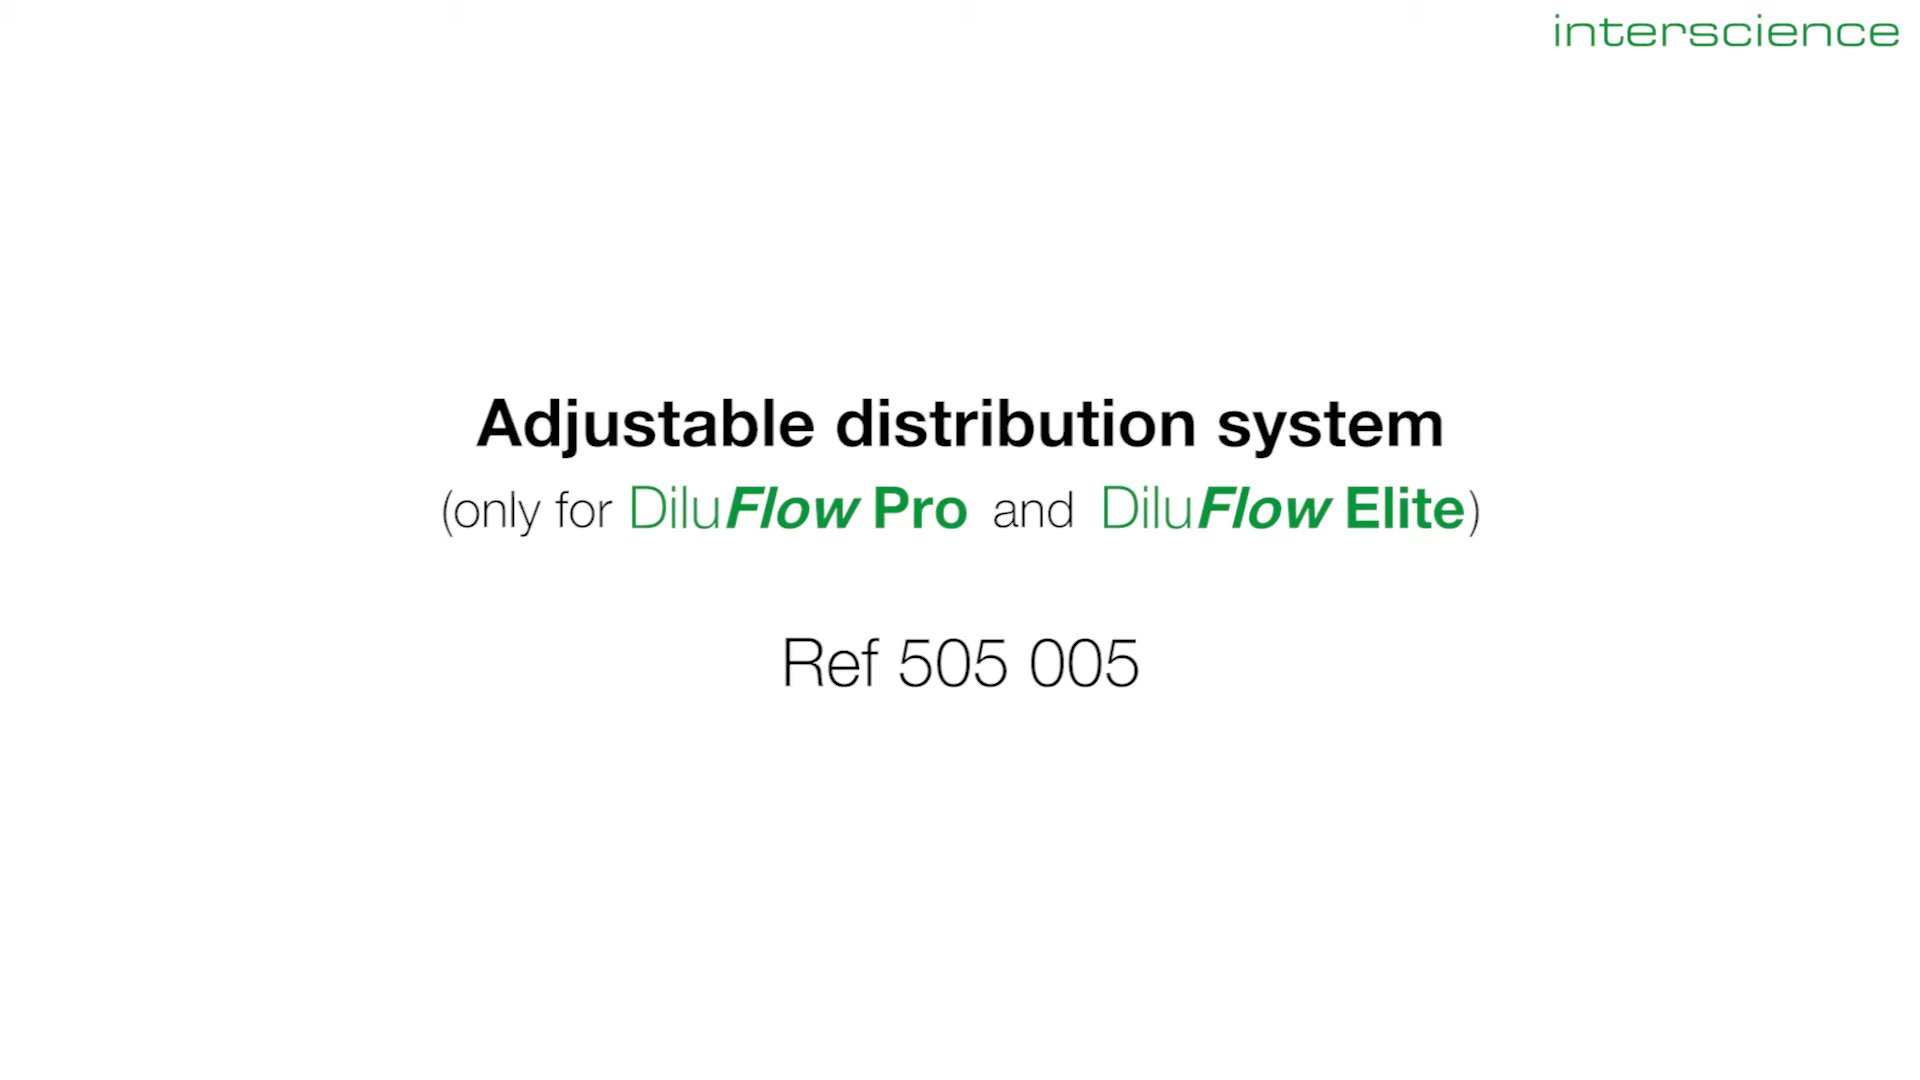 interscience
Adjustable distribution system
(only for DiluFlow Pro and DiluFlow Elite)
Ref 505 005